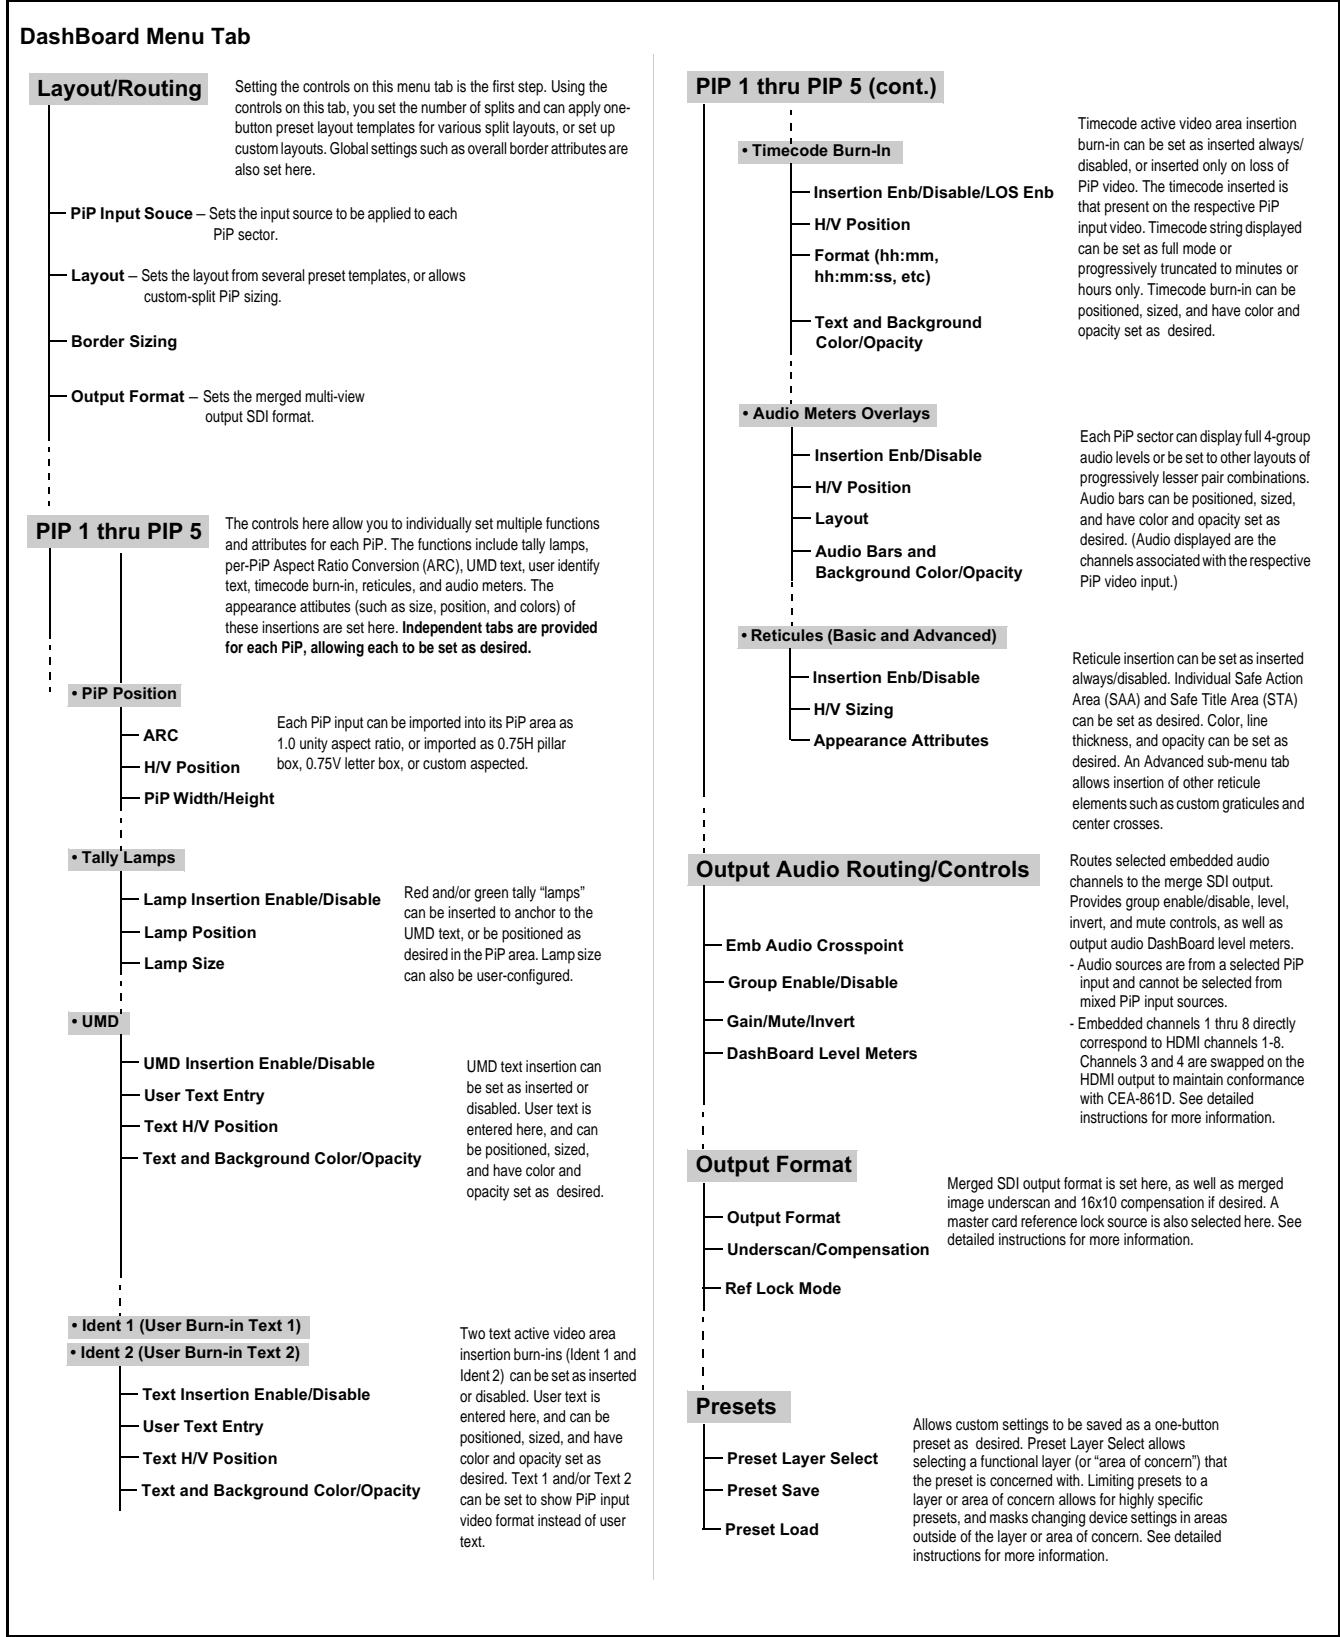 DashBoard Menu Tab
Layout/Routing
Setting the controls on this menu tab is the first step. Using the
controls on this tab, you set the number of splits and can apply one-
button preset layout templates for various split layouts, or set up
custom layouts. Global settings such as overall border attributes are
also set here.
PiP Input Souce – Sets the input source to be applied to each
PiP sector.
Layout – Sets the layout from several preset templates, or allows
custom-split PiP sizing.
Border Sizing
Output Format – Sets the merged multi-view
output SDI format.
PIP 1 thru PIP 5
The controls here allow you to individually set multiple functions
and attributes for each PiP. The functions include tally lamps,
per-PiP Aspect Ratio Conversion (ARC), UMD text, user identify
text, timecode burn-in, reticules, and audio meters. The
appearance attibutes (such as size, position, and colors) of
these insertions are set here. Independent tabs are provided
for each PiP, allowing each to be set as desired.
• PiP Position
ARC
H/V Position
PiP Width/Height
Each PiP input can be imported into its PiP area as
1.0 unity aspect ratio, or imported as 0.75H pillar
box, 0.75V letter box, or custom aspected.
• Tally Lamps
Lamp Insertion Enable/Disable
Lamp Position
Lamp Size
Red and/or green tally “lamps”
can be inserted to anchor to the
UMD text, or be positioned as
desired in the PiP area. Lamp size
can also be user-configured.
• UMD
UMD Insertion Enable/Disable
User Text Entry
Text H/V Position
Text and Background Color/Opacity
UMD text insertion can
be set as inserted or
disabled. User text is
entered here, and can
be positioned, sized,
and have color and
opacity set as desired.
• Ident 1 (User Burn-in Text 1)
• Ident 2 (User Burn-in Text 2)
Text Insertion Enable/Disable
User Text Entry
Text H/V Position
Text and Background Color/Opacity
Two text active video area
insertion burn-ins (Ident 1 and
Ident 2) can be set as inserted
or disabled. User text is
entered here, and can be
positioned, sized, and have
color and opacity set as
desired. Text 1 and/or Text 2
can be set to show PiP input
video format instead of user
text.
PIP 1 thru PIP 5 (cont.)
• Timecode Burn-In
Insertion Enb/Disable/LOS Enb
H/V Position
Format (hh:mm,
hh:mm:ss, etc)
Text and Background
Color/Opacity
Timecode active video area insertion
burn-in can be set as inserted always/
disabled, or inserted only on loss of
PiP video. The timecode inserted is
that present on the respective PiP
input video. Timecode string displayed
can be set as full mode or
progressively truncated to minutes or
hours only. Timecode burn-in can be
positioned, sized, and have color and
opacity set as desired.
• Audio Meters Overlays
Insertion Enb/Disable
H/V Position
Layout
Audio Bars and
Background Color/Opacity
Each PiP sector can display full 4-group
audio levels or be set to other layouts of
progressively lesser pair combinations.
Audio bars can be positioned, sized,
and have color and opacity set as
desired. (Audio displayed are the
channels associated with the respective
PiP video input.)
• Reticules (Basic and Advanced)
Insertion Enb/Disable
H/V Sizing
Appearance Attributes
Reticule insertion can be set as inserted
always/disabled. Individual Safe Action
Area (SAA) and Safe Title Area (STA)
can be set as desired. Color, line
thickness, and opacity can be set as
desired. An Advanced sub-menu tab
allows insertion of other reticule
elements such as custom graticules and
center crosses.
Output Audio Routing/Controls
Emb Audio Crosspoint
Group Enable/Disable
Gain/Mute/Invert
DashBoard Level Meters
Routes selected embedded audio
channels to the merge SDI output.
Provides group enable/disable, level,
invert, and mute controls, as well as
output audio DashBoard level meters.
- Audio sources are from a selected PiP
input and cannot be selected from
mixed PiP input sources.
- Embedded channels 1 thru 8 directly
correspond to HDMI channels 1-8.
Channels 3 and 4 are swapped on the
HDMI output to maintain conformance
with CEA-861D. See detailed
instructions for more information.
Output Format
Output Format
Underscan/Compensation
Ref Lock Mode
Merged SDI output format is set here, as well as merged
image underscan and 16x10 compensation if desired. A
master card reference lock source is also selected here. See
detailed instructions for more information.
Presets
Preset Layer Select
Preset Save
Preset Load
Allows custom settings to be saved as a one-button
preset as desired. Preset Layer Select allows
selecting a functional layer (or “area of concern”) that
the preset is concerned with. Limiting presets to a
layer or area of concern allows for highly specific
presets, and masks changing device settings in areas
outside of the layer or area of concern. See detailed
instructions for more information.